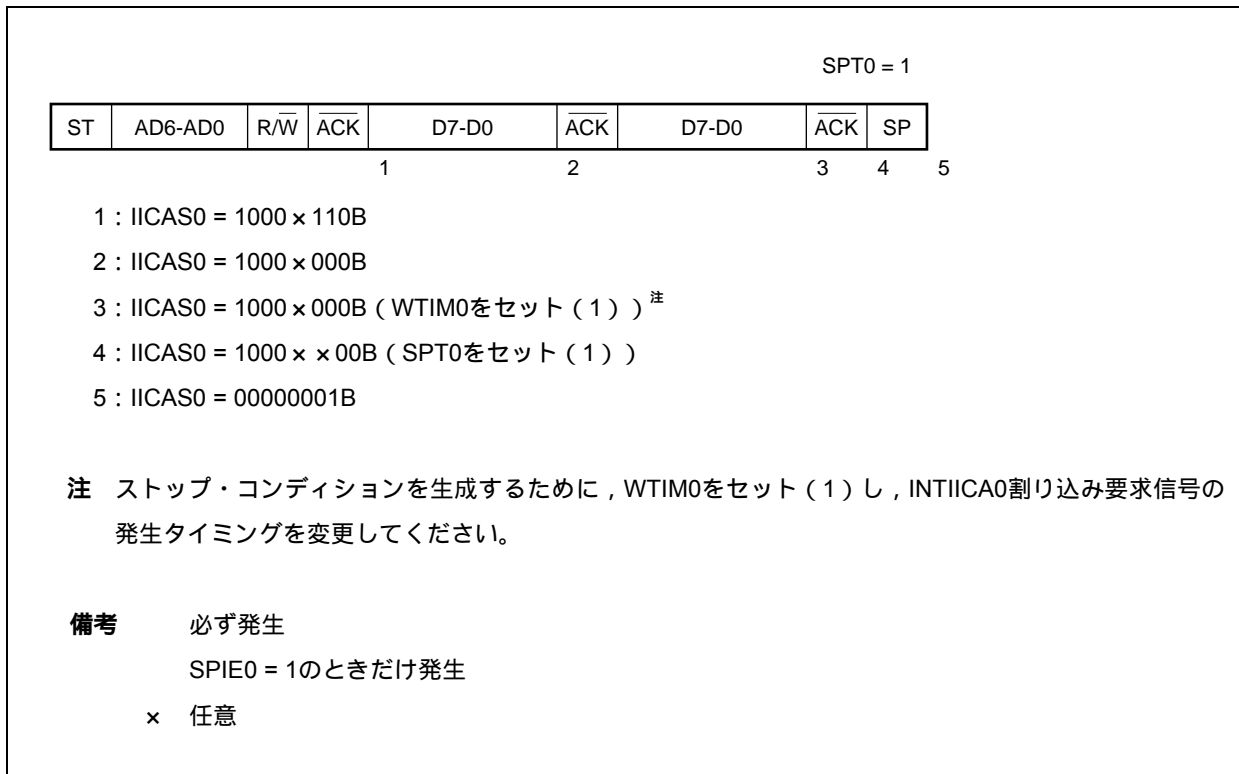 SPT0 = 1
ST AD6-AD0 R/W̅ A̅C̅K̅ D7-D0 A̅C̅K̅ D7-D0 A̅C̅K̅ SP
1 2 3 4 5
1：IICAS0 = 1000×110B
2：IICAS0 = 1000×000B
3：IICAS0 = 1000×000B（WTIM0をセット（1））注
4：IICAS0 = 1000××00B（SPT0をセット（1））
5：IICAS0 = 00000001B
注 ストップ・コンディションを生成するために，WTIM0をセット（1）し，INTIICA0割り込み要求信号の
発生タイミングを変更してください。
備考 必ず発生
SPIE0 = 1のときだけ発生
× 任意